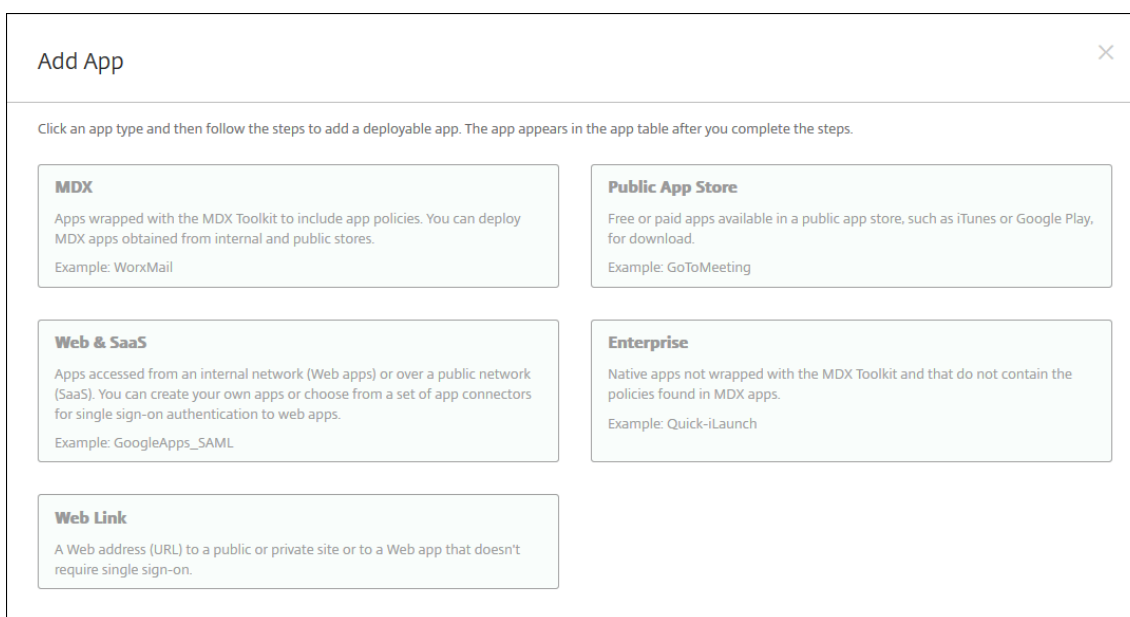 Add App
Click an app type and then follow the steps to add a deployable app. The app appears in the app table after you complete the steps.
MDX
Apps wrapped with the MDX Toolkit to include app policies. You can deploy
MDX apps obtained from internal and public stores.
Example: WorxMail
Public App Store
Free or paid apps available in a public app store, such as iTunes or Google Play,
for download.
Example: GoToMeeting
Web & SaaS
Apps accessed from an internal network (Web apps) or over a public network
(SaaS). You can create your own apps or choose from a set of app connectors
for single sign-on authentication to web apps.
Example: GoogleApps_SAML
Enterprise
Native apps not wrapped with the MDX Toolkit and that do not contain the
policies found in MDX apps.
Example: Quick-iLaunch
Web Link
A Web address (URL) to a public or private site or to a Web app that doesn't
require single sign-on.